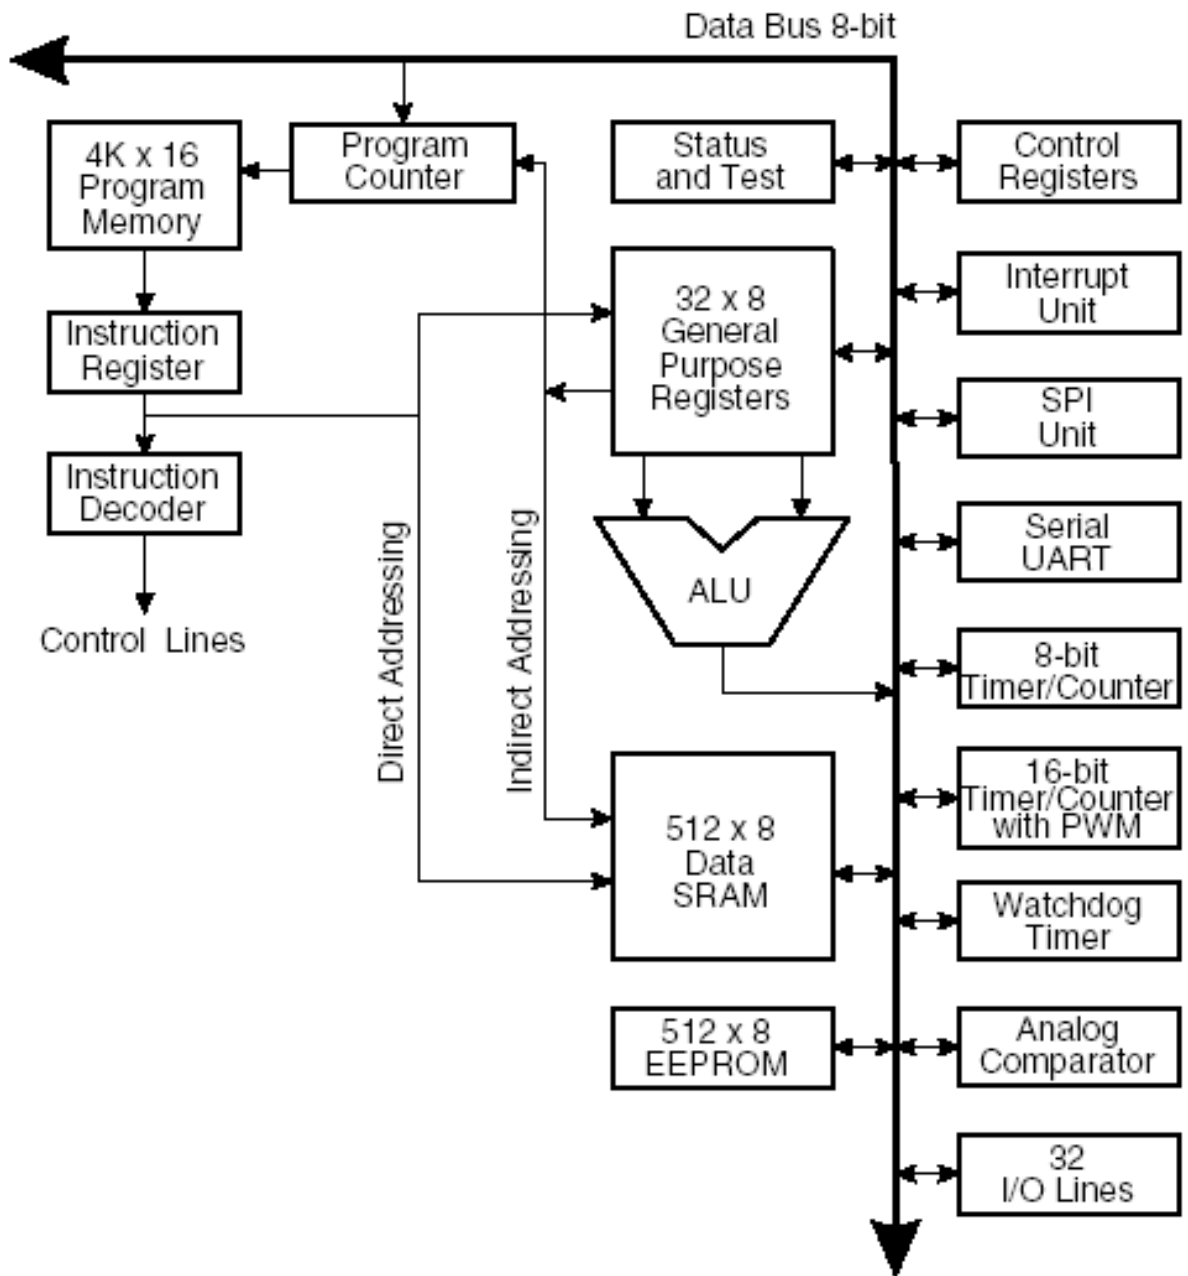 Data Bus 8-bit
4K x 16
Program
Memory
Program
Counter
Status
and Test
Control
Registers
Instruction
Register
32 x 8
General
Purpose
Registers
Interrupt
Unit
SPI
Unit
Instruction
Decoder
Control Lines
Direct Addressing
Indirect Addressing
ALU
Serial
UART
8-bit
Timer/Counter
16-bit
Timer/Counter
with PWM
512 x 8
Data
SRAM
Watchdog
Timer
512 x 8
EEPROM
Analog
Comparator
32
I/O Lines